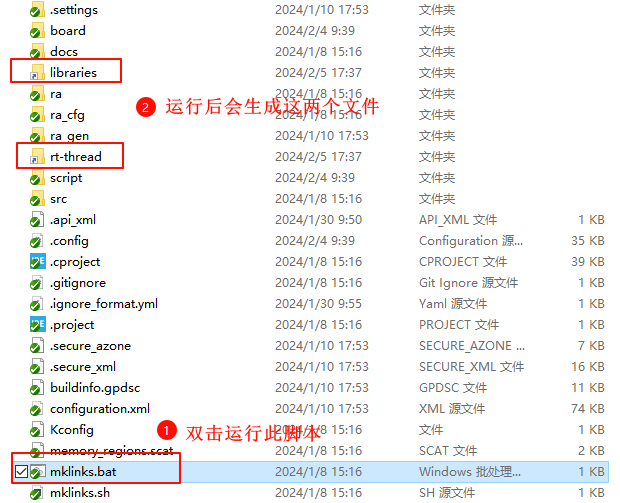 .settings 2024/1/10 17:53 文件夹
board 2024/2/4 9:39 文件夹
docs 2024/1/8 15:16 文件夹
libraries 2024/2/5 17:37 文件夹
ra 2024/1/8 15:16 文件夹
② 运行后会生成这两个文件
ra_cfg 2024/1/8 15:16 文件夹
ra_gen 2024/1/10 17:53 文件夹
rt-thread 2024/2/5 17:37 文件夹
script 2024/2/4 9:39 文件夹
src 2024/1/8 15:16 文件夹
.api_xml 2024/1/30 9:50 API_XML 文件 1 KB
.config 2024/2/4 9:39 Configuration 源... 35 KB
.cproject 2024/1/8 15:16 CPROJECT 文件 39 KB
.gitignore 2024/1/8 15:16 Git Ignore 源文件 1 KB
.ignore_format.yml 2024/1/30 9:55 Yaml 源文件 1 KB
.project 2024/1/8 15:16 PROJECT 文件 1 KB
.secure_azone 2024/1/10 17:53 SECURE_AZONE ... 7 KB
.secure_xml 2024/1/10 17:53 SECURE_XML 文件 16 KB
buildinfo.gpdsc 2024/1/10 17:53 GPDSC 文件 11 KB
configuration.xml 2024/1/10 17:53 XML 源文件 74 KB
Kconfig 2024/1/8 15:16 文件 1 KB
① 双击运行此脚本
memory_regions.scat 2024/1/8 15:16 SCAT 文件 2 KB
mklinks.bat 2024/1/8 15:16 Windows 批处理... 1 KB
mklinks.sh 2024/1/8 15:16 SH 源文件 1 KB